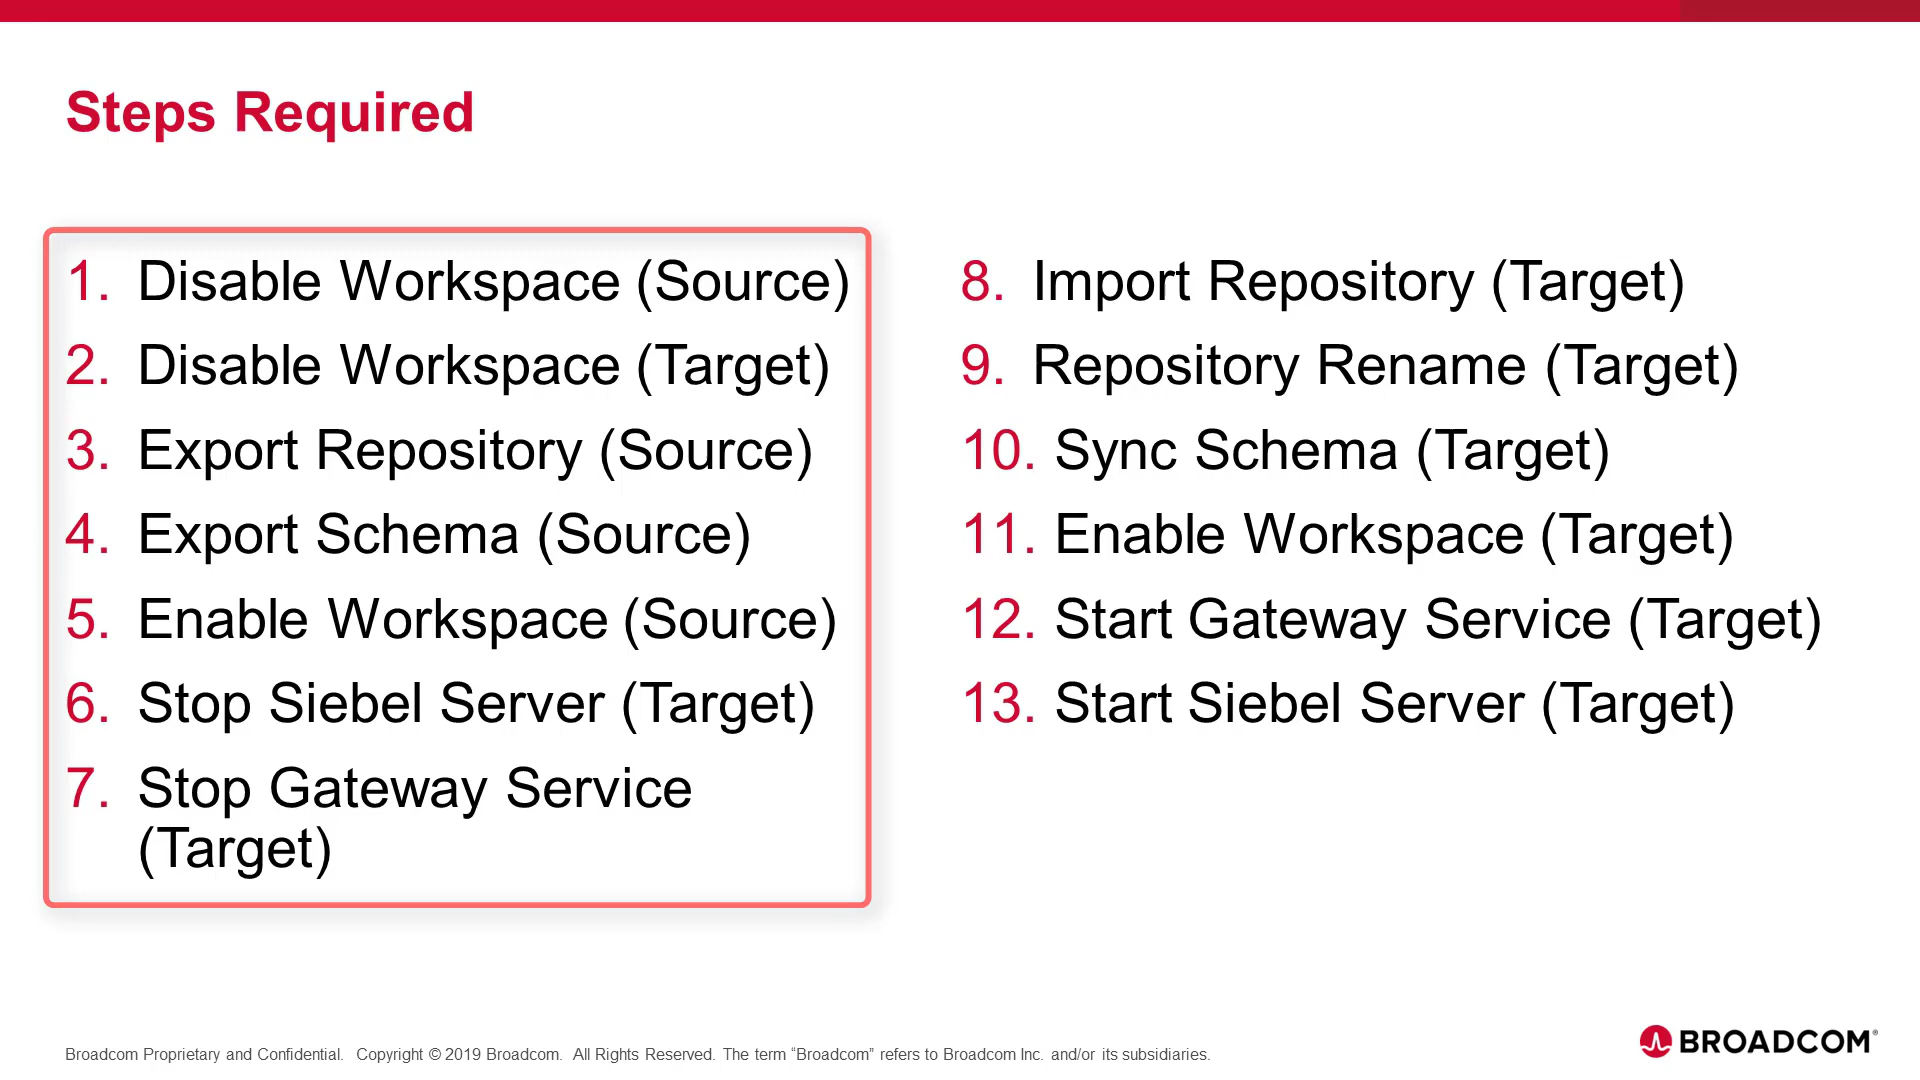 Steps Required
1. Disable Workspace (Source)
2. Disable Workspace (Target)
3. Export Repository (Source)
4. Export Schema (Source)
5. Enable Workspace (Source)
6. Stop Siebel Server (Target)
7. Stop Gateway Service
(Target)
8. Import Repository (Target)
9. Repository Rename (Target)
10. Sync Schema (Target)
11. Enable Workspace (Target)
12. Start Gateway Service (Target)
13. Start Siebel Server (Target)
Broadcom Proprietary and Confidential. Copyright © 2019 Broadcom. All Rights Reserved. The term “Broadcom” refers to Broadcom Inc. and/or its subsidiaries.
BROADCOM®